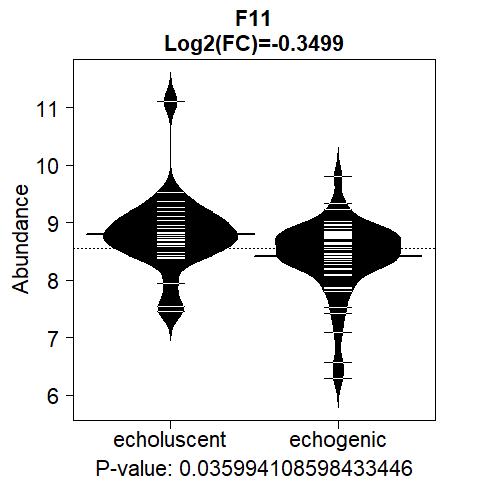 F11
Log2(FC)=-0.3499
Abundance
11
10
9
8
7
6
echoluscent echogenic
P-value: 0.035994108598433446